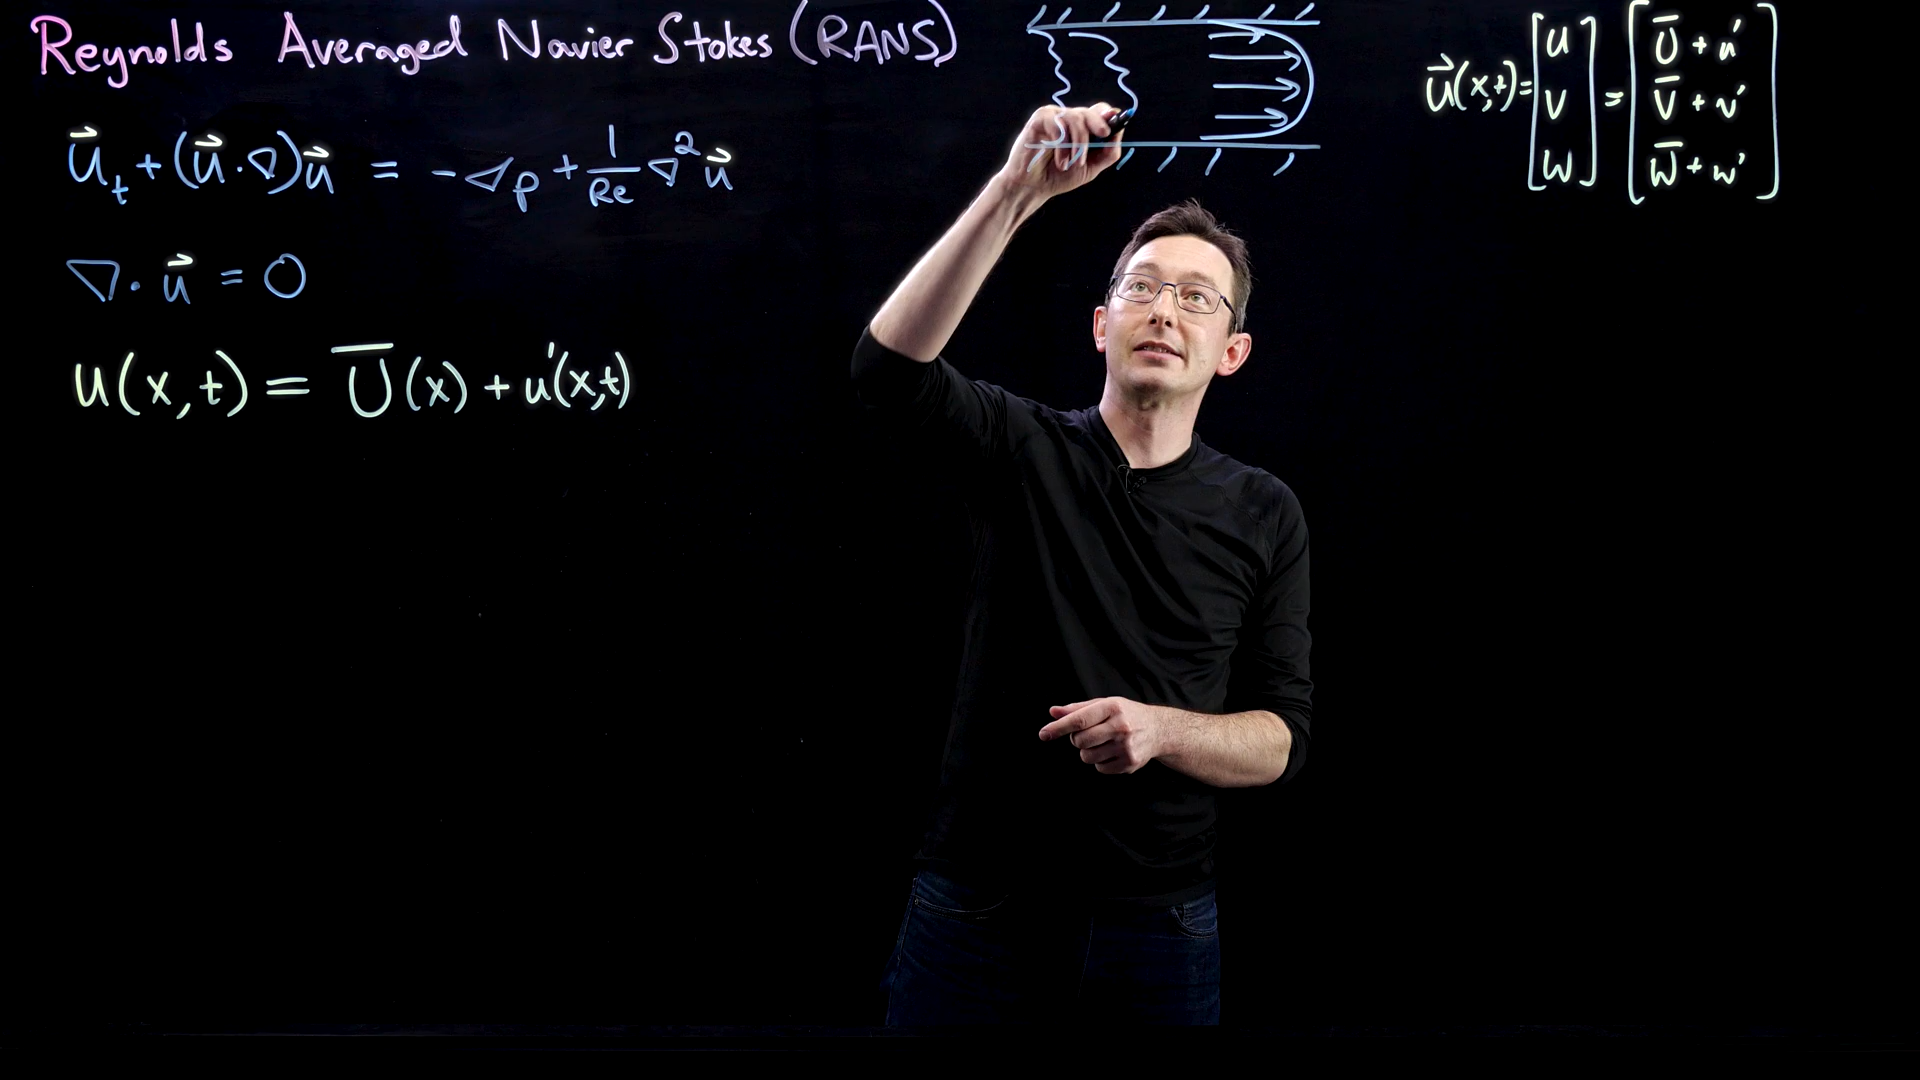 Reynolds Averaged Navier Stokes (RANS)
u⃗_t + (u⃗·∇)u⃗ = -∇p + 1/Re ∇²u⃗
∇·u⃗ = 0
u(x,t) = U̅(x) + u'(x,t)
u⃗(x,t) = [u v w] = [U̅ + u' V̅ + v' W̅ + w']